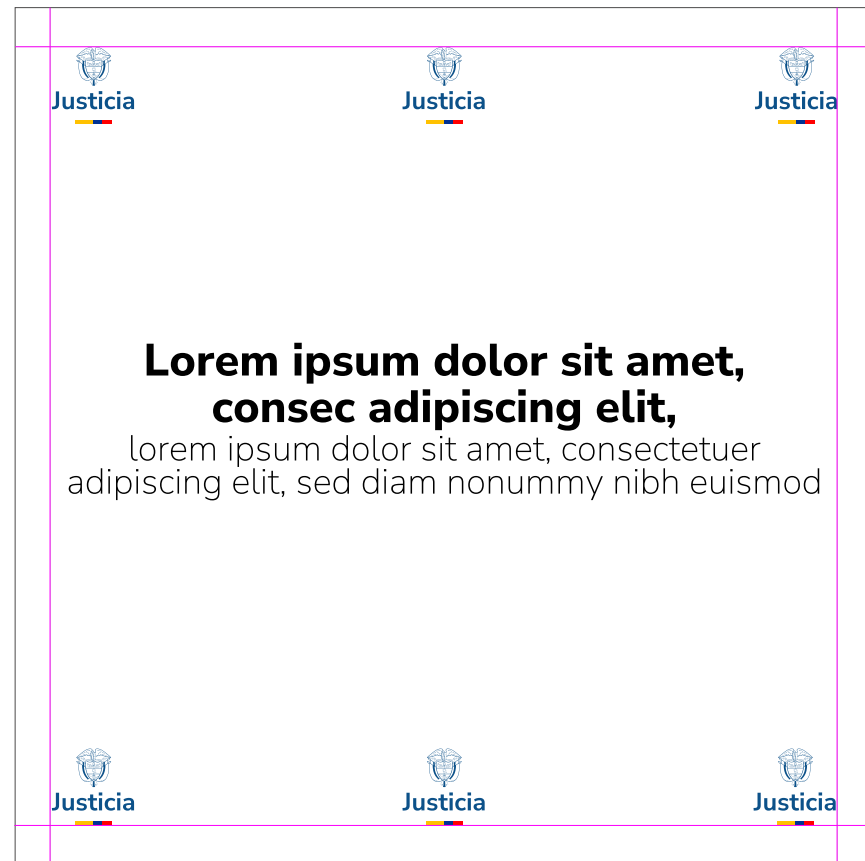 Justicia
Justicia
Justicia
Lorem ipsum dolor sit amet,
consec adipiscing elit,
lorem ipsum dolor sit amet, consectetuer
adipiscing elit, sed diam nonummy nibh euismod
Justicia
Justicia
Justicia